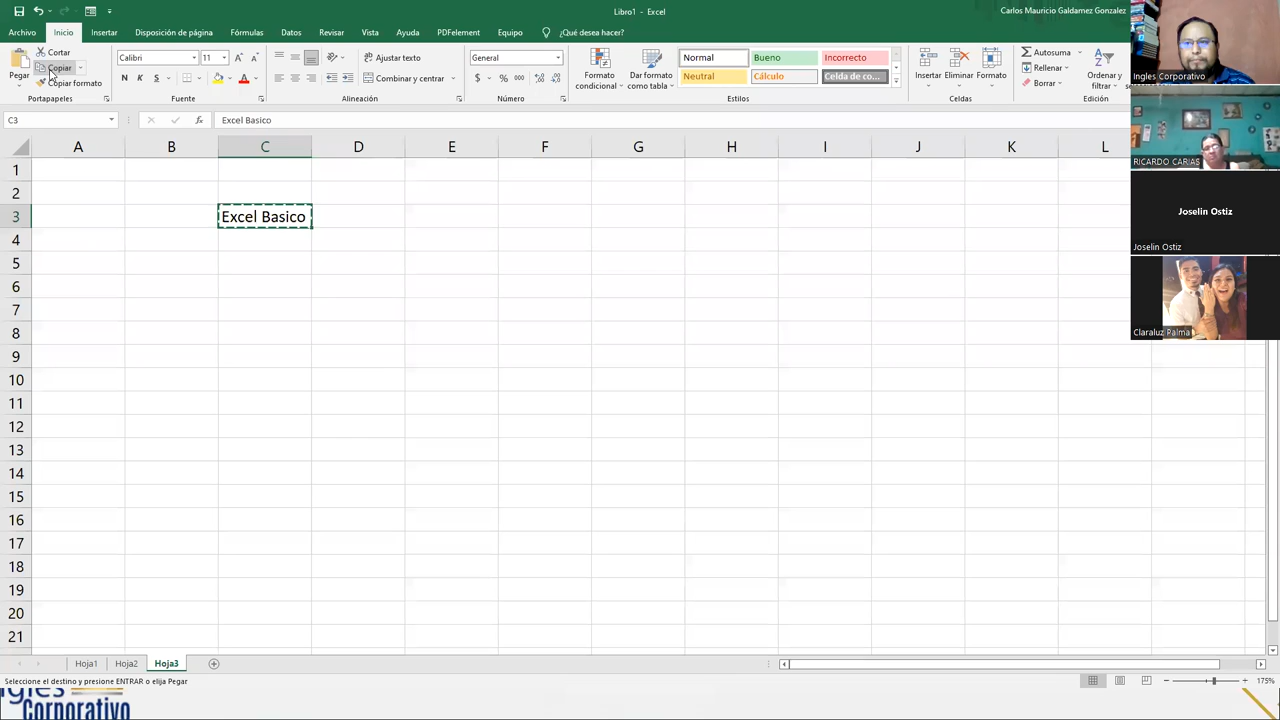 Libro1 - Excel
Carlos Mauricio Galdamez Gonzalez
Archivo Inicio Insertar Disposición de página Fórmulas Datos Revisar Vista Ayuda PDFelement Equipo ¿Qué desea hacer?
Pegar
Cortar
Copiar
Copiar formato
Portapapeles
Calibri 11
N K S
Fuente
Ajustar texto
Combinar y centrar
Alineación
General
$ % 000
Número
Formato condicional
Dar formato como tabla
Normal Bueno Incorrecto
Neutral Cálculo Celda de co...
Estilos
Insertar Eliminar Formato
Celdas
Autosuma
Rellenar
Borrar
Ordenar y filtrar
Edición
Ingles Corporativo
RICARDO CARIAS
Joselin Ostiz
Joselin Ostiz
Claraluz Palma
C3 fx Excel Basico
A B C D E F G H I J K L
1
2
3 Excel Basico
4
5
6
7
8
9
10
11
12
13
14
15
16
17
18
19
20
21
Hoja1 Hoja2 Hoja3
Seleccione el destino y presione ENTRAR o elija Pegar
175%
Ingles
Corporativo